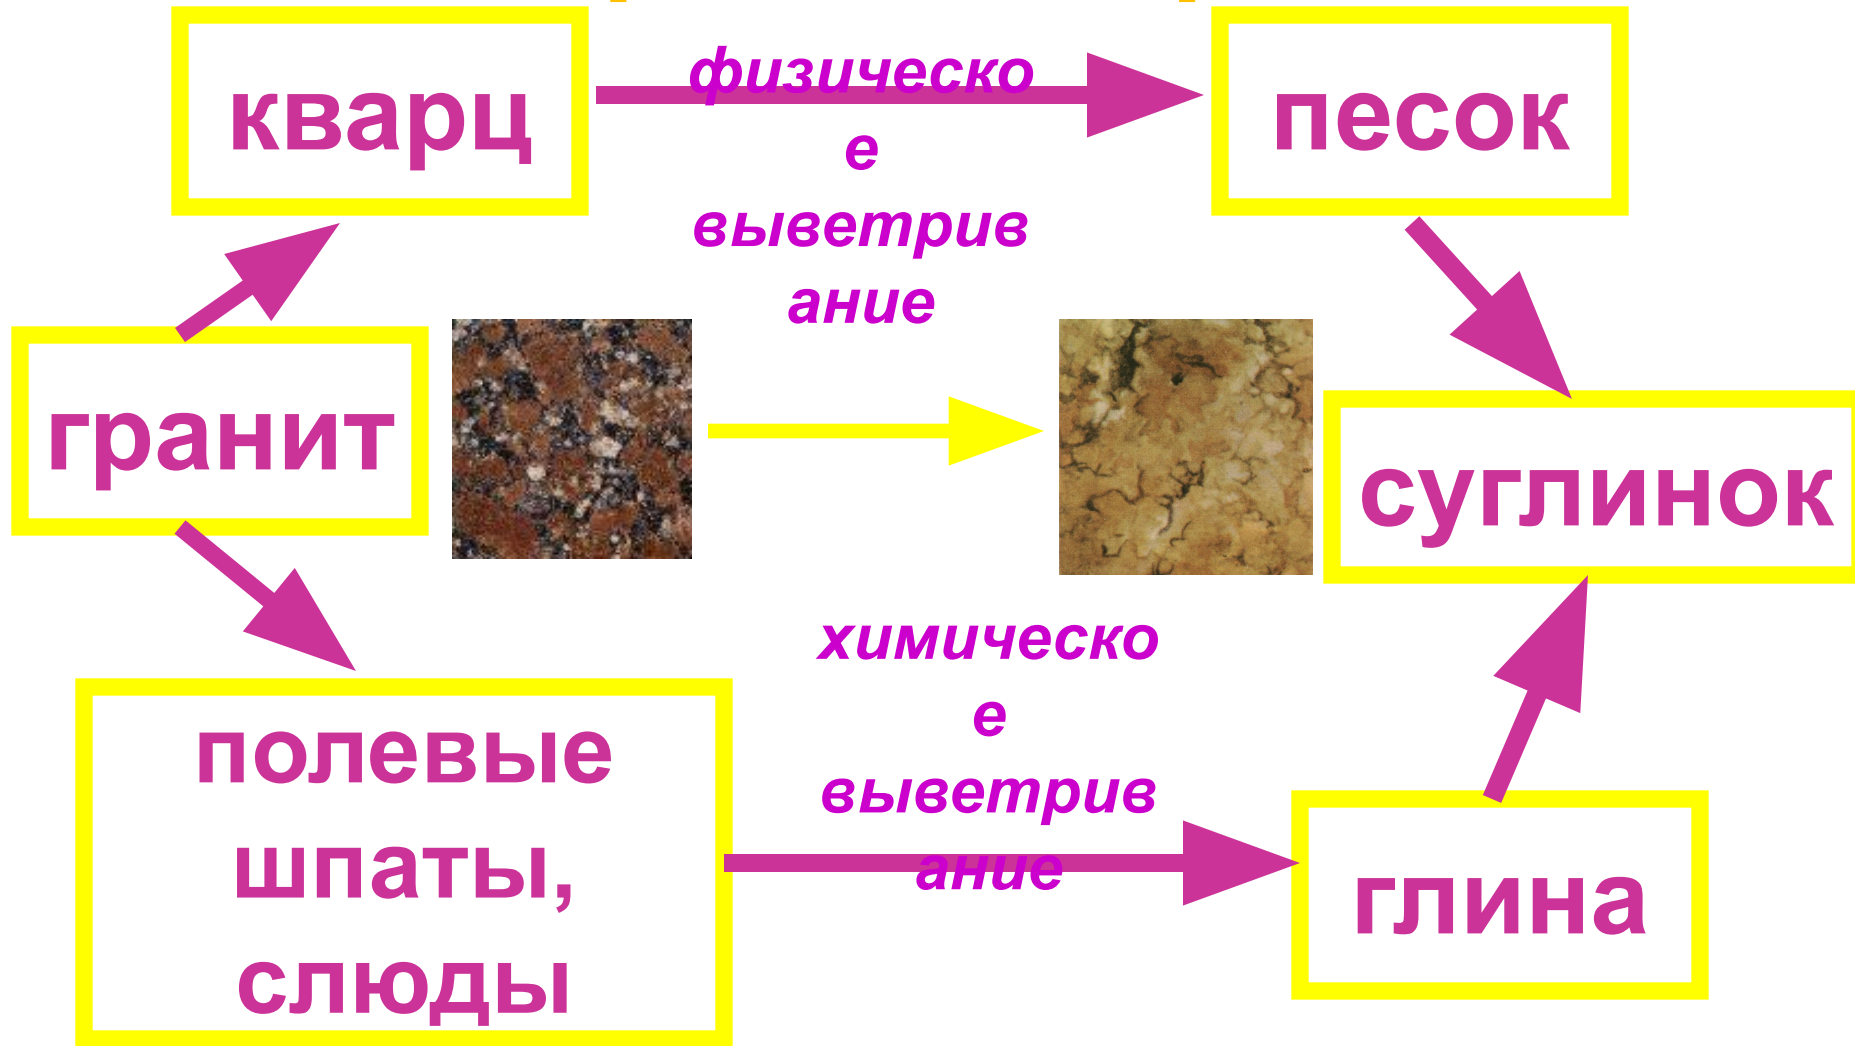 кварц
физическо
е
выветрив
ание
песок
гранит
суглинок
полевые
шпаты,
слюды
химическо
е
выветрив
ание
глина